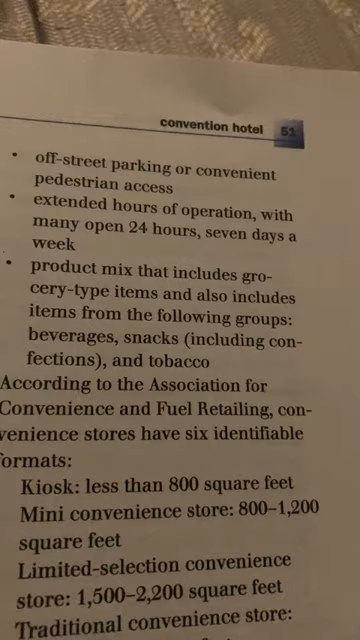 convention hotel 51
• off-street parking or convenient
pedestrian access
• extended hours of operation, with
many open 24 hours, seven days a
week
• product mix that includes gro-
cery-type items and also includes
items from the following groups:
beverages, snacks (including con-
fections), and tobacco
According to the Association for
Convenience and Fuel Retailing, con-
venience stores have six identifiable
formats:
Kiosk: less than 800 square feet
Mini convenience store: 800–1,200
square feet
Limited-selection convenience
store: 1,500–2,200 square feet
Traditional convenience store: